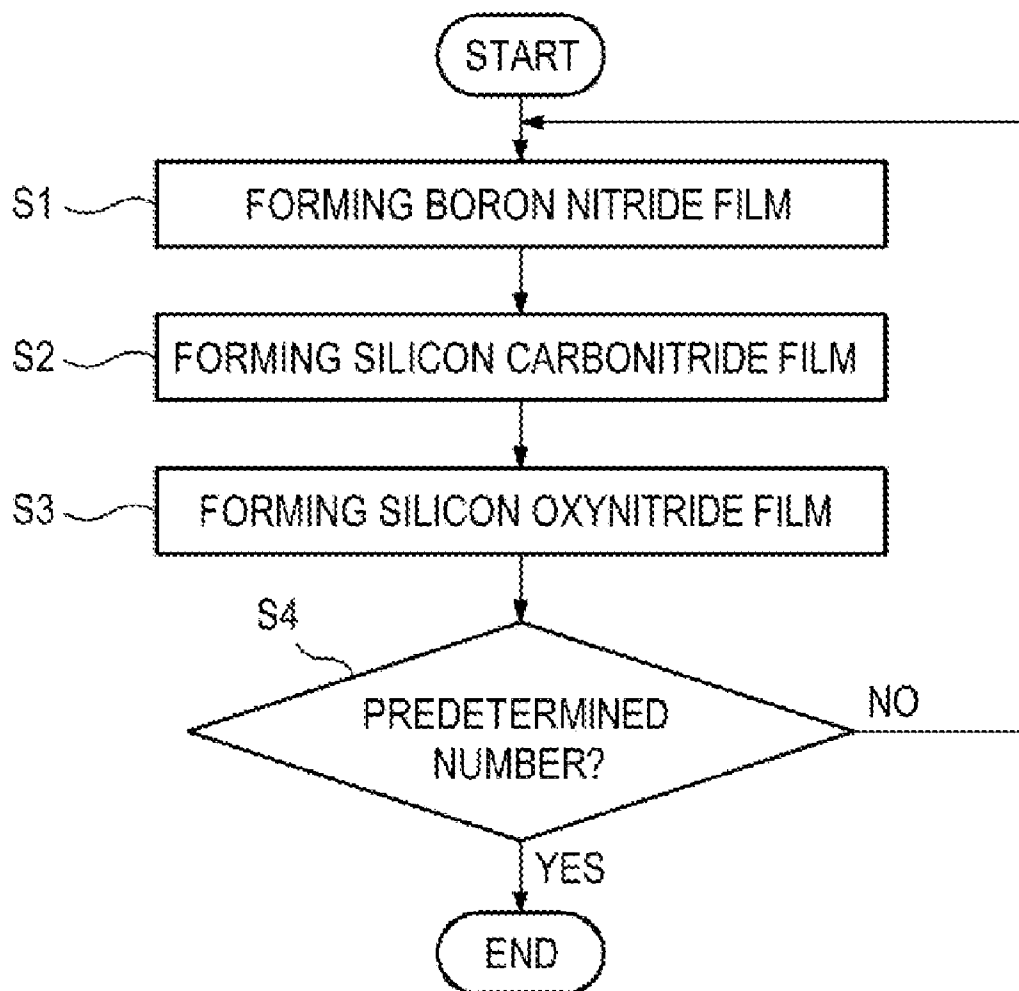 START
S1
FORMING BORON NITRIDE FILM
S2
FORMING SILICON CARBONITRIDE FILM
S3
FORMING SILICON OXYNITRIDE FILM
S4
PREDETERMINED
NUMBER?
NO
YES
END